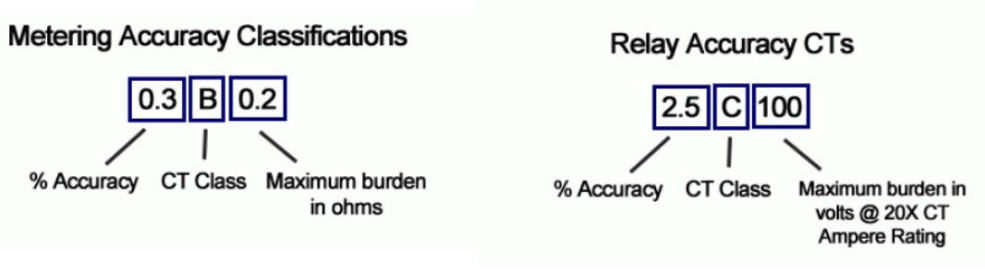 Metering Accuracy Classifications
0.3 B 0.2
% Accuracy CT Class Maximum burden
in ohms
Relay Accuracy CTs
2.5 C 100
% Accuracy CT Class Maximum burden in
volts @ 20X CT
Ampere Rating